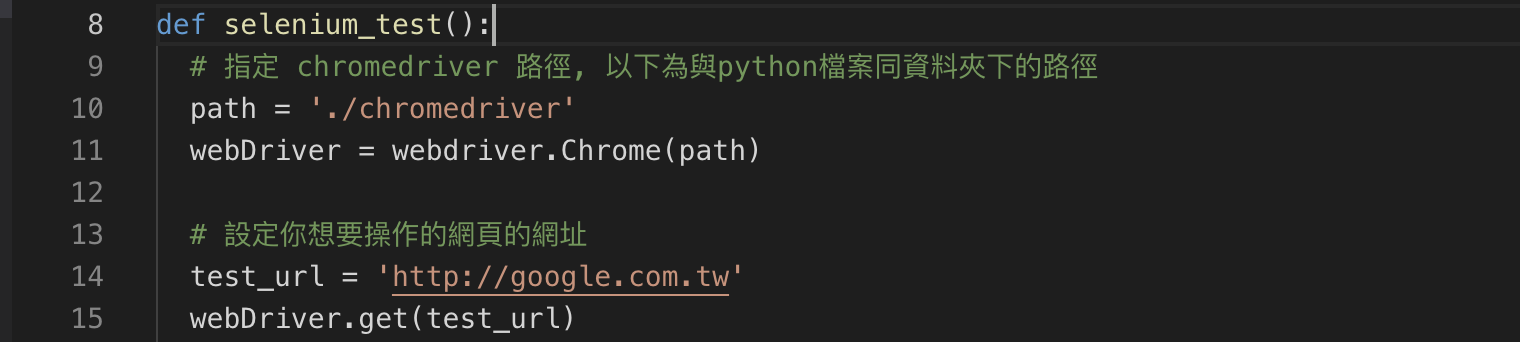 8 def selenium_test():
9 # 指定 chromedriver 路徑, 以下為與python檔案同資料夾下的路徑
10 path = './chromedriver'
11 webDriver = webdriver.Chrome(path)
12
13 # 設定你想要操作的網頁的網址
14 test_url = 'http://google.com.tw'
15 webDriver.get(test_url)